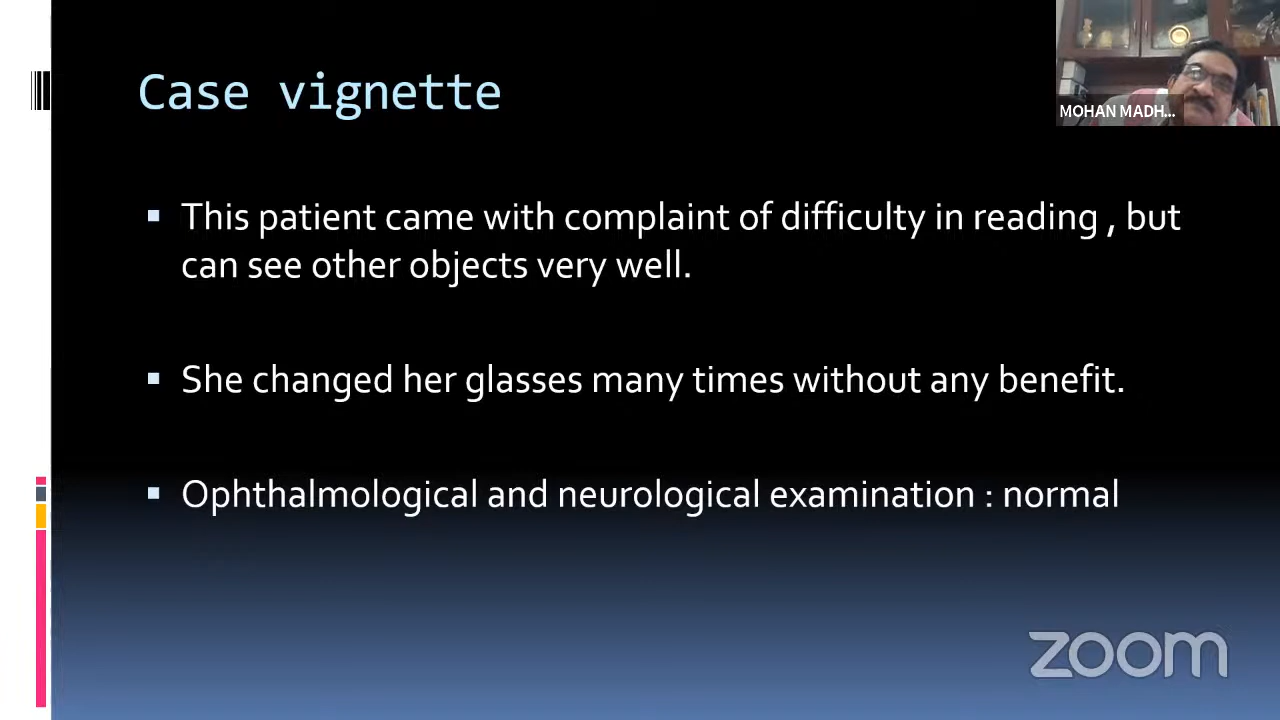 Case vignette
MOHAN MADH...
This patient came with complaint of difficulty in reading , but
can see other objects very well.
She changed her glasses many times without any benefit.
Ophthalmological and neurological examination : normal
zoom